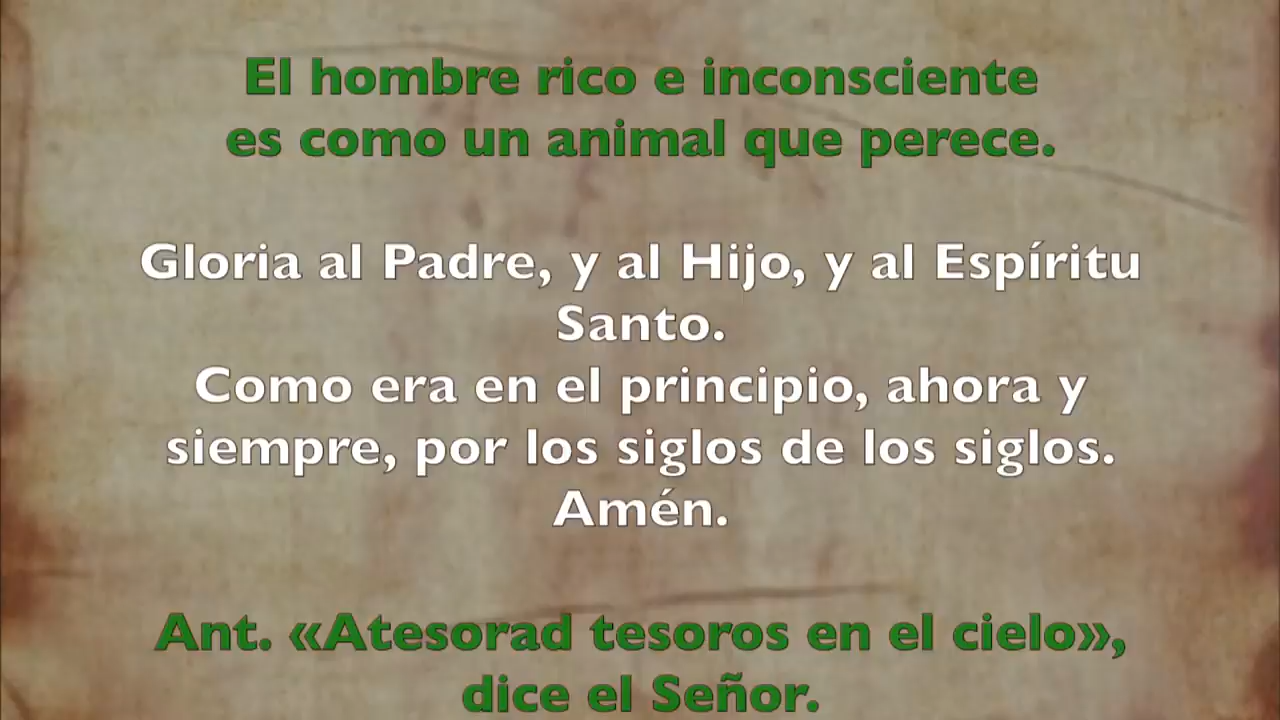 El hombre rico e inconsciente
es como un animal que perece.
Gloria al Padre, y al Hijo, y al Espíritu
Santo.
Como era en el principio, ahora y
siempre, por los siglos de los siglos.
Amén.
Ant. «Atesorad tesoros en el cielo»,
dice el Señor.